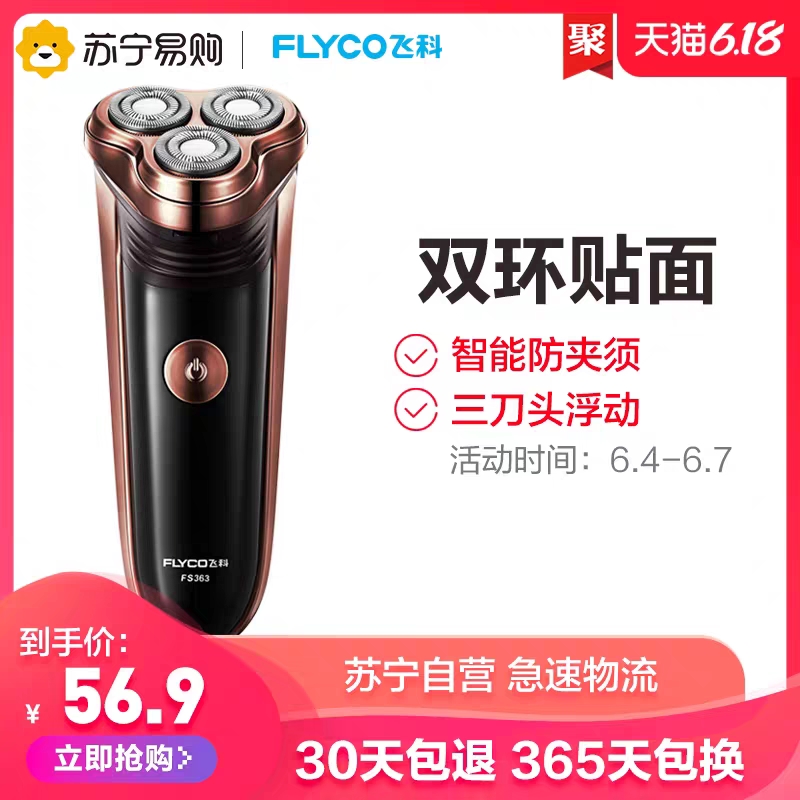 苏宁易购 FLYCO飞科 聚 天猫6.18
双环贴面
智能防夹须
三刀头浮动
活动时间：6.4-6.7
FLYCO飞科
FS363
到手价：
¥56.9
立即抢购>
苏宁自营 急速物流
30天包退 365天包换